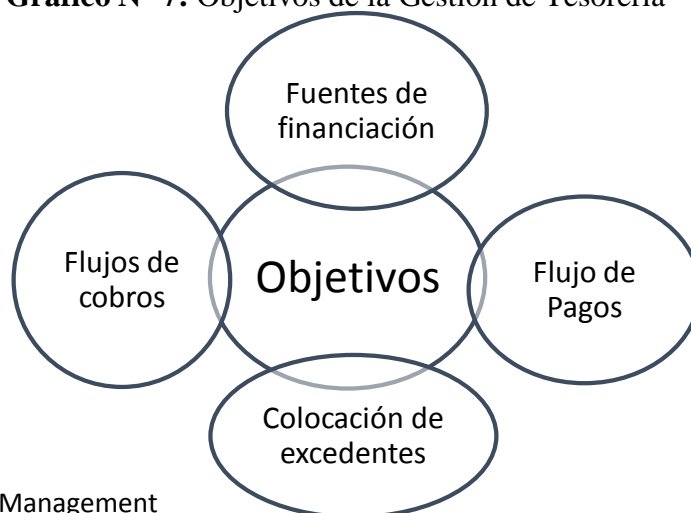 Gráfico N° 7: Objetivos de la Gestión de Tesorería
Fuentes de
financiación
Flujos de
cobros
Objetivos
Flujo de
Pagos
Colocación de
excedentes
Management